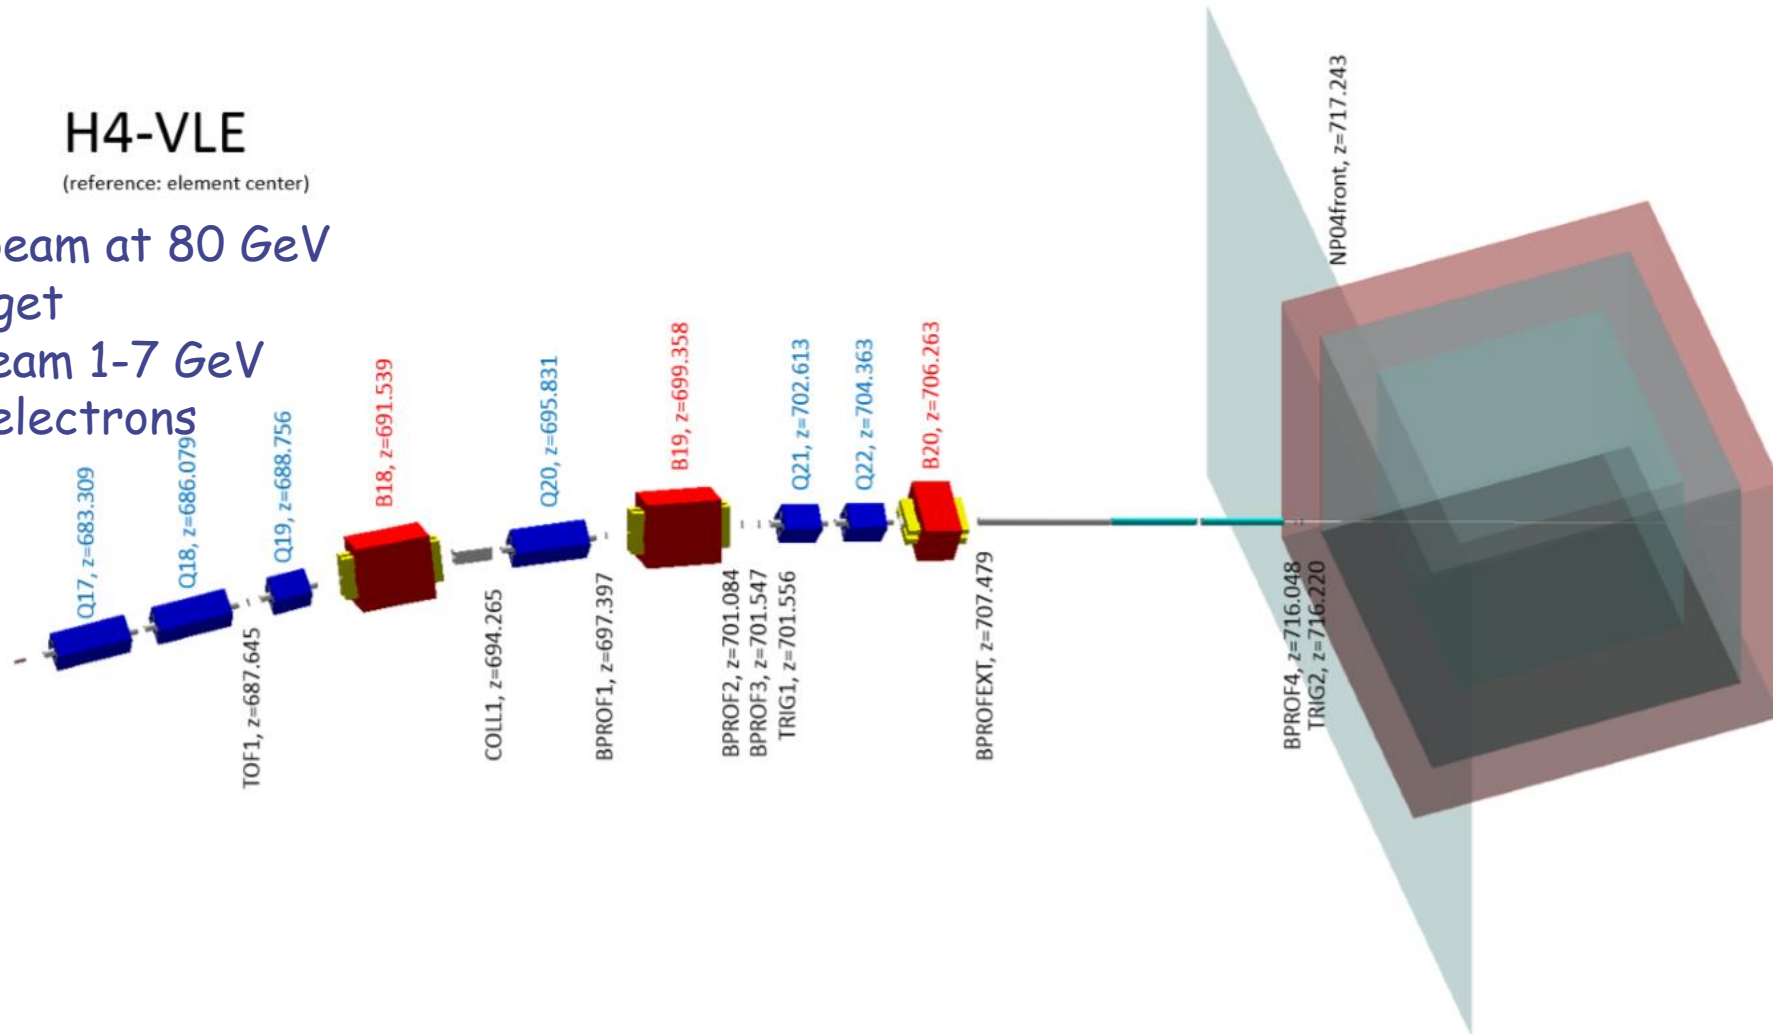 H4-VLE
(reference: element center)
beam at 80 GeV
get
eam 1-7 GeV
electrons
Q17, z=683.309
Q18, z=686.079
Q19, z=688.756
B18, z=691.539
Q20, z=695.831
B19, z=699.358
Q21, z=702.613
Q22, z=704.363
B20, z=706.263
NP04front, z=717.243
TOF1, z=687.645
COLL1, z=694.265
BPROF1, z=697.397
BPROF2, z=701.084
BPROF3, z=701.547
TRIG1, z=701.556
BPROFEXT, z=707.479
BPROF4, z=716.048
TRIG2, z=716.220